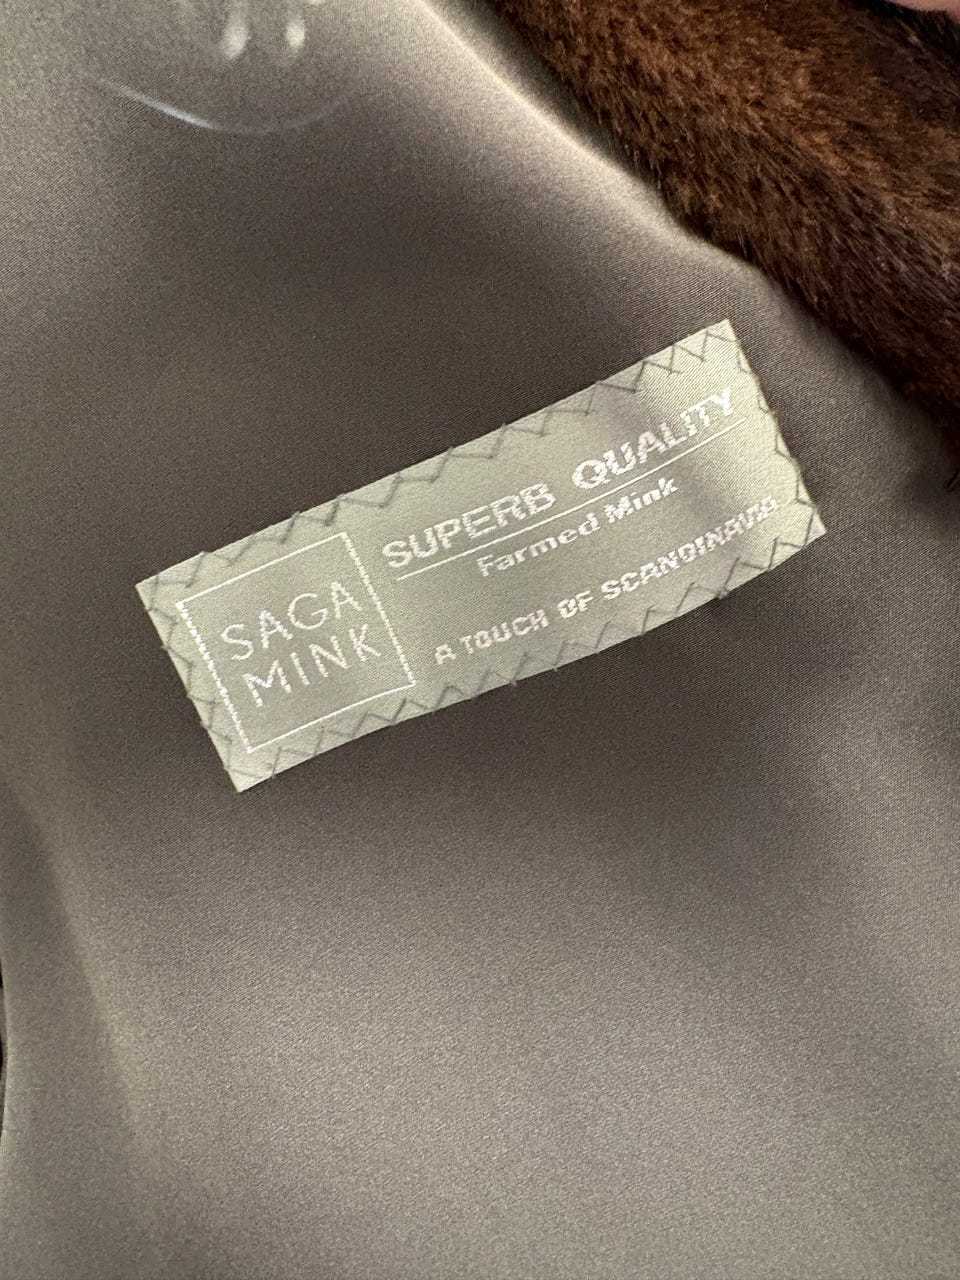 SAGA
MINK
SUPERB QUALITY
Farmed Mink
A TOUCH OF SCANDINAVIA